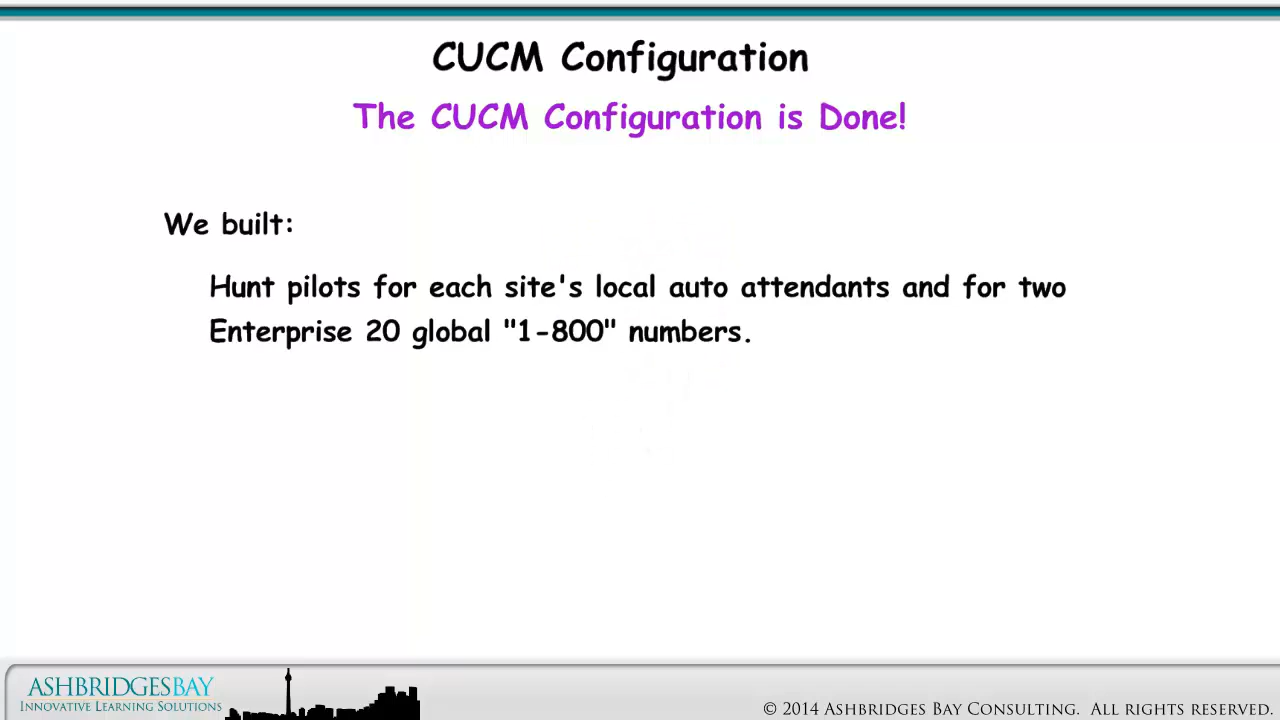 CUCM Configuration
The CUCM Configuration is Done!
We built:
Hunt pilots for each site's local auto attendants and for two
Enterprise 20 global "1-800" numbers.
ASHBRIDGESBAY
INNOVATIVE LEARNING SOLUTIONS
© 2014 ASHBRIDGES BAY CONSULTING. ALL RIGHTS RESERVED.